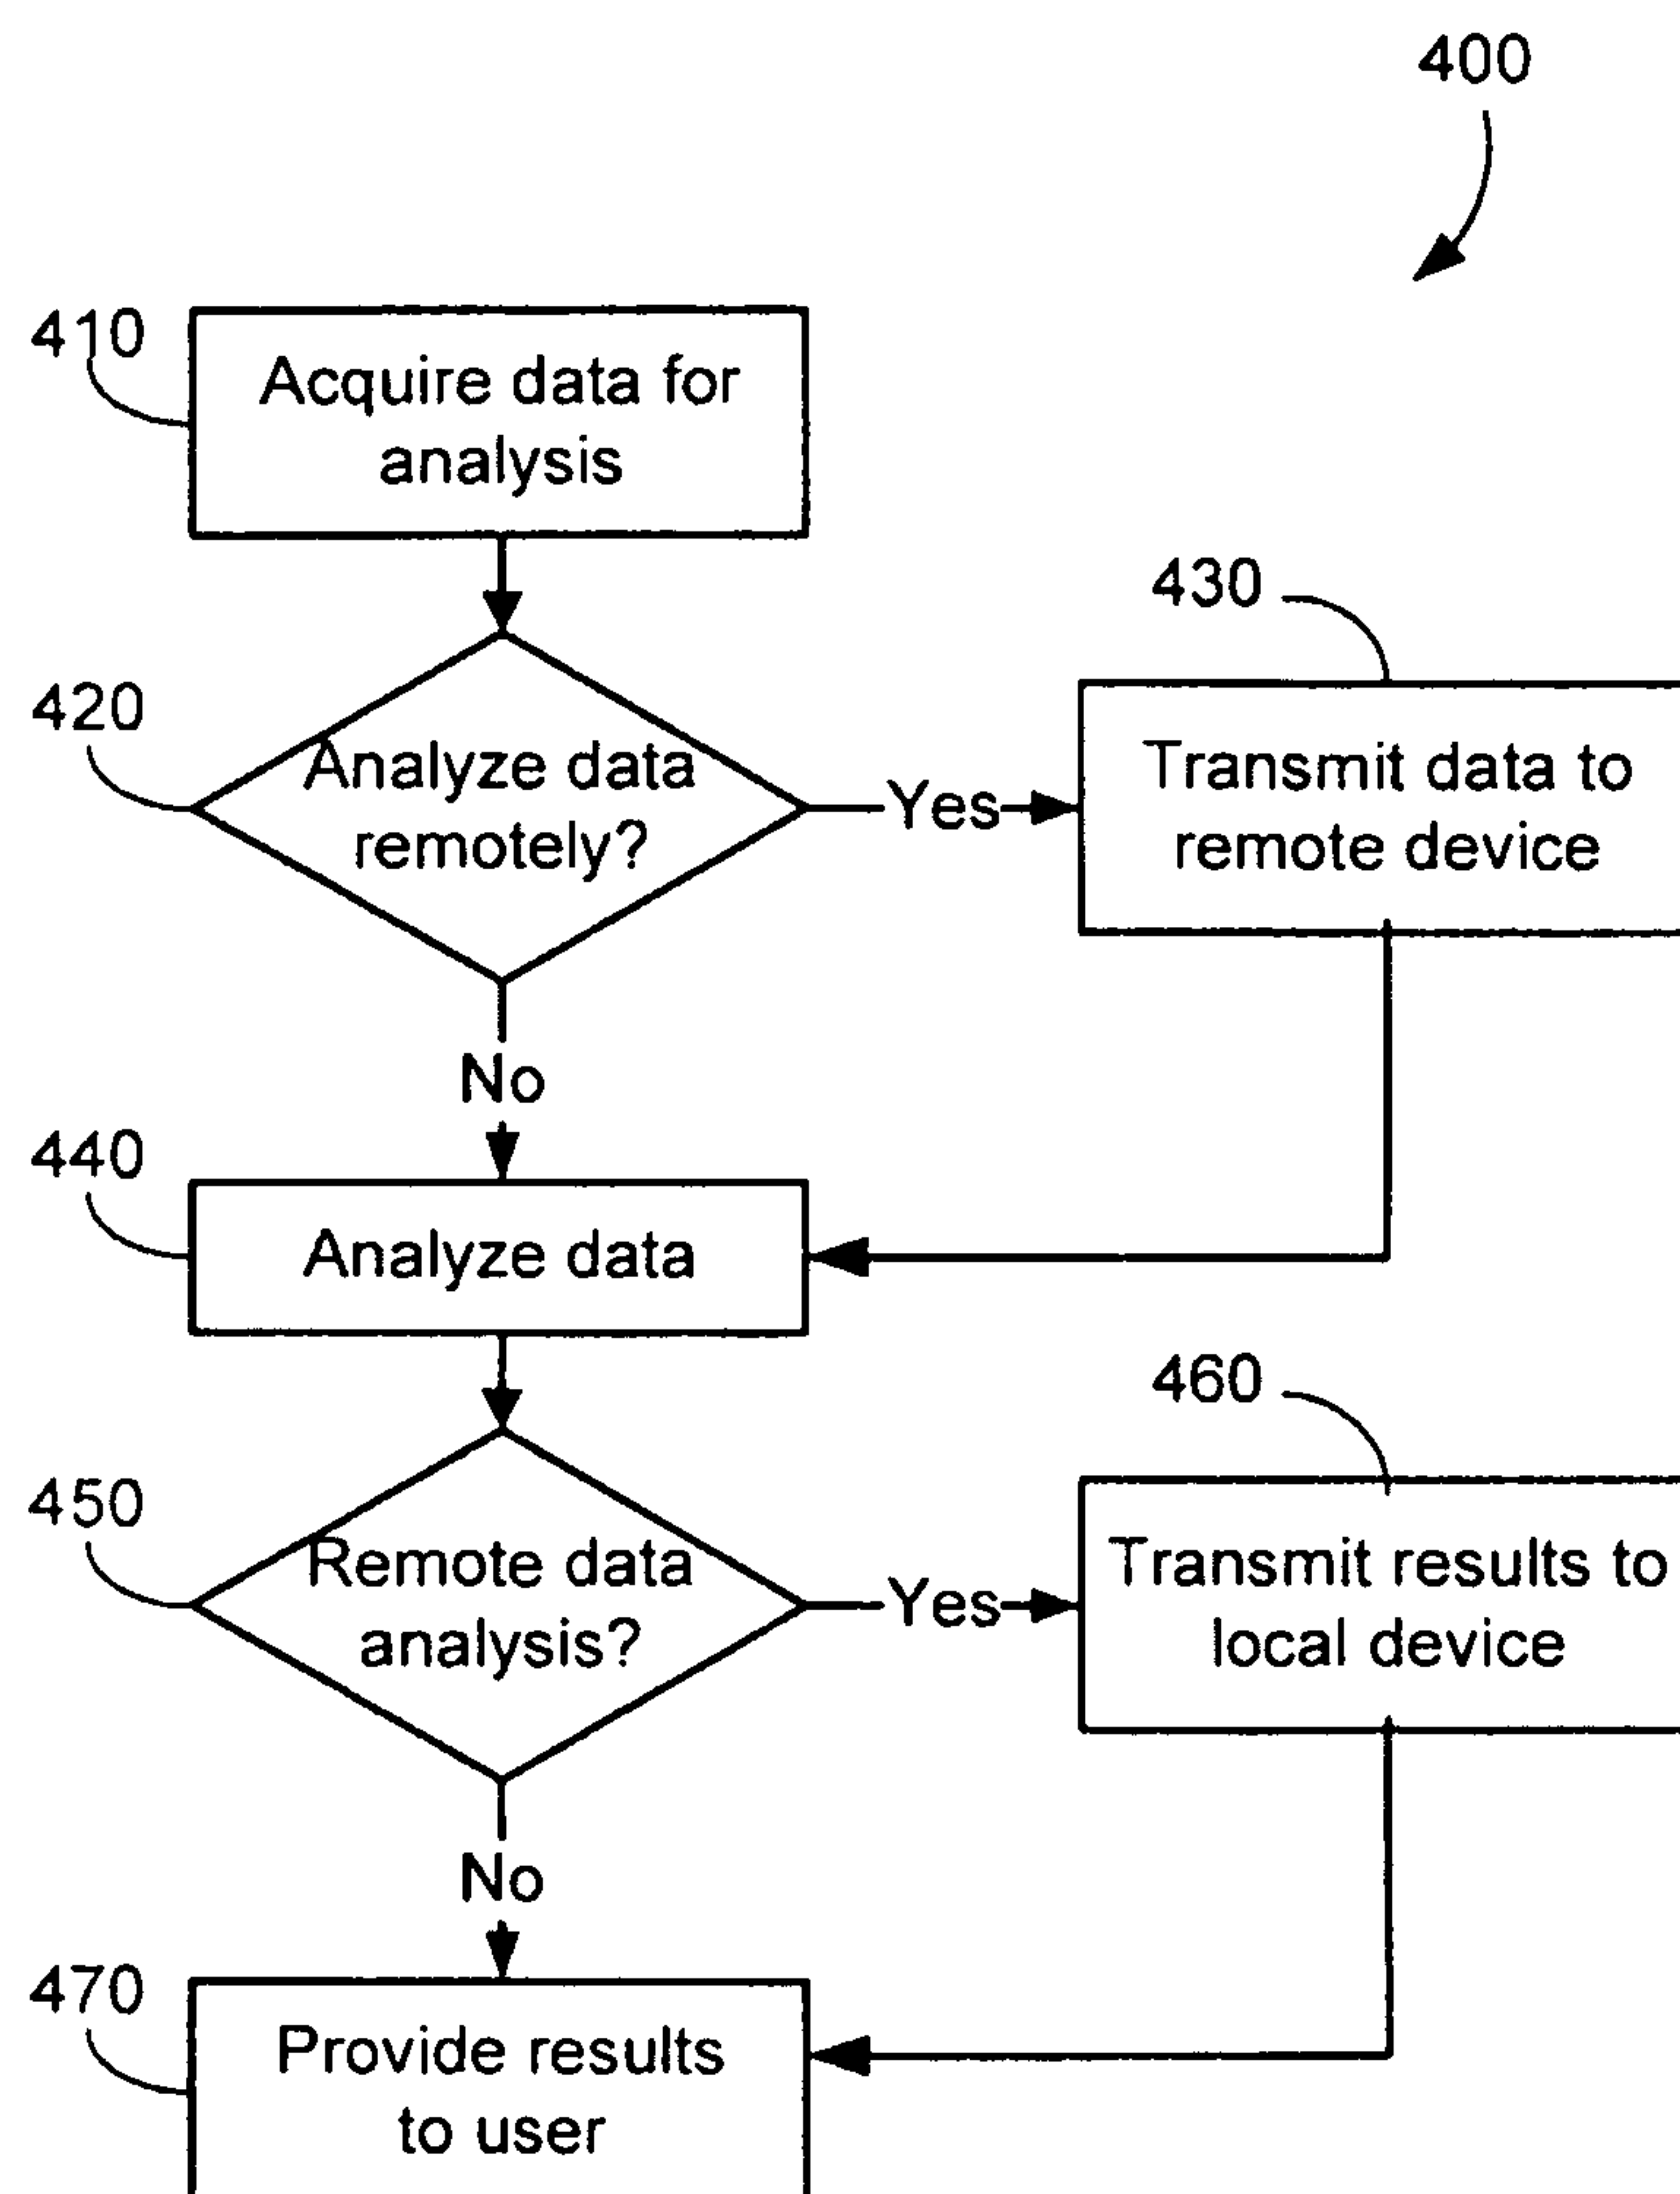 400
410
Acquire data for
analysis
430
420
Analyze data
remotely?
Yes
Transmit data to
remote device
No
440
Analyze data
460
450
Remote data
analysis?
Yes
Transmit results to
local device
No
470
Provide results
to user